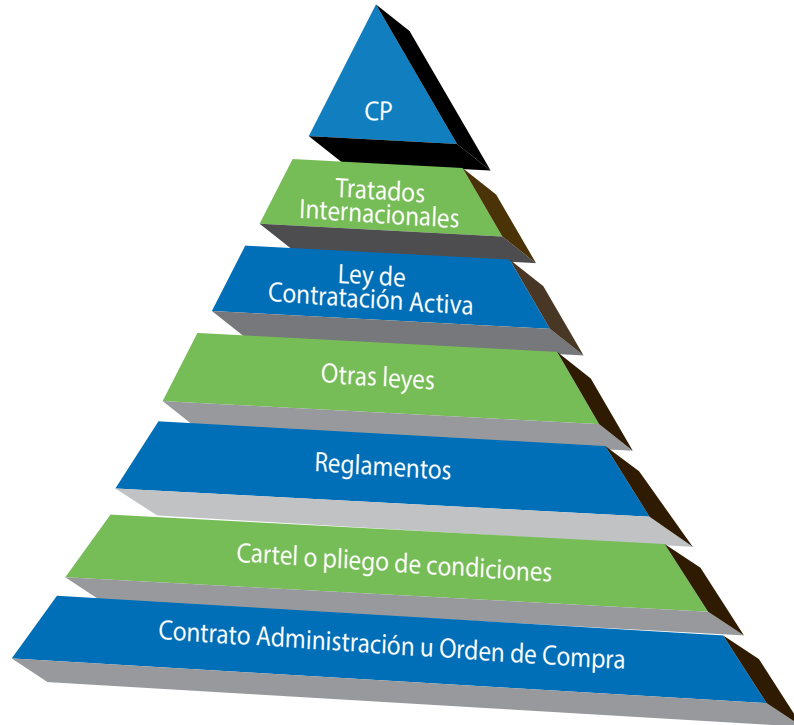 CP
Tratados
Internacionales
Ley de
Contratación Activa
Otras leyes
Reglamentos
Cartel o pliego de condiciones
Contrato Administración u Orden de Compra